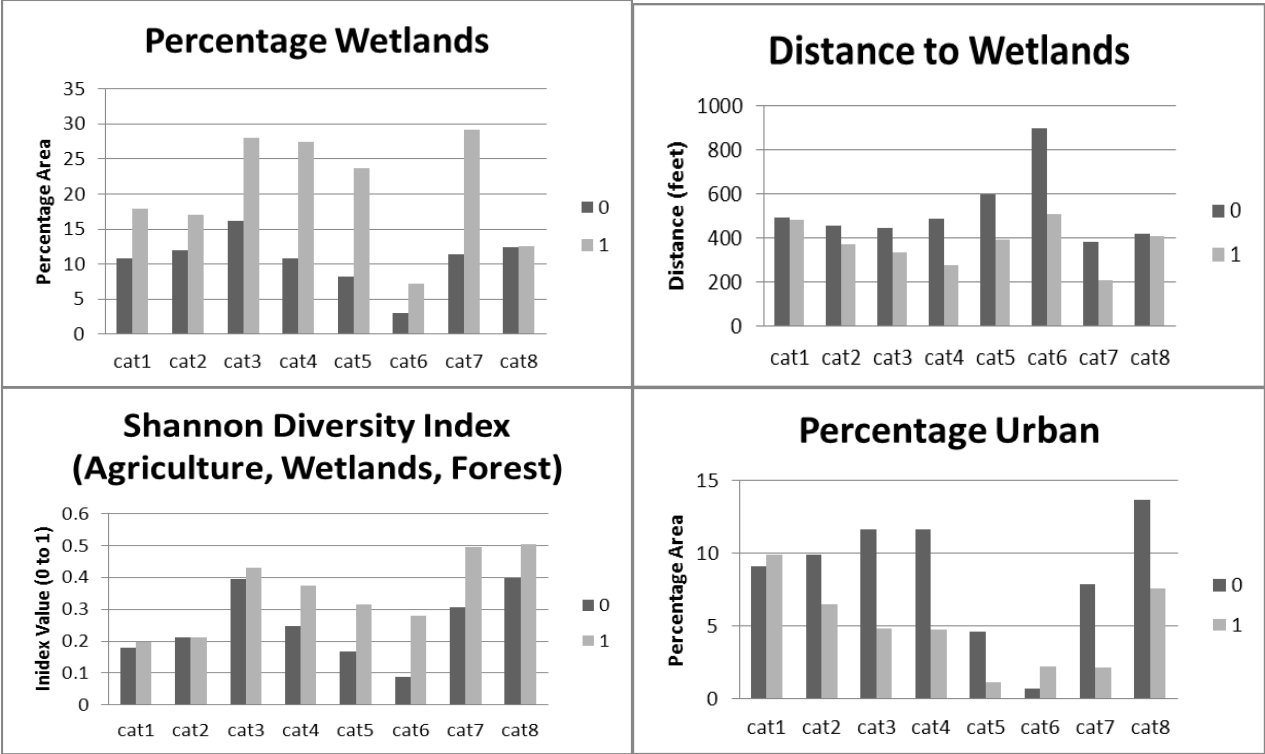 Percentage Wetlands
Percentage Area
35
30
25
20
15
10
5
0
cat1 cat2 cat3 cat4 cat5 cat6 cat7 cat8
0
1
Distance to Wetlands
Distance (feet)
1000
800
600
400
200
0
cat1 cat2 cat3 cat4 cat5 cat6 cat7 cat8
0
1
Shannon Diversity Index
(Agriculture, Wetlands, Forest)
Inidex Value (0 to 1)
0.6
0.5
0.4
0.3
0.2
0.1
0
cat1 cat2 cat3 cat4 cat5 cat6 cat7 cat8
0
1
Percentage Urban
Percentage Area
15
10
5
0
cat1 cat2 cat3 cat4 cat5 cat6 cat7 cat8
0
1